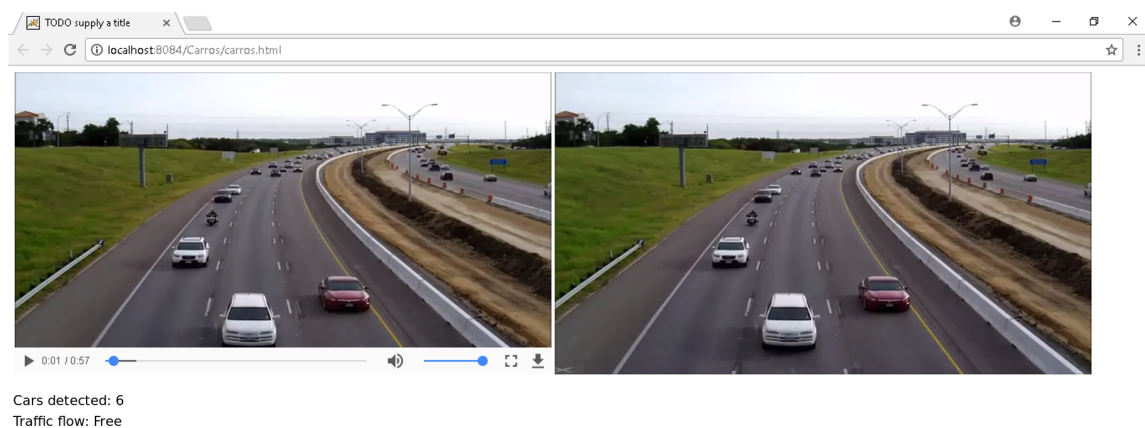 TODO supply a title
localhost:8084/Carros/carros.html
0:01 / 0:57
Cars detected: 6
Traffic flow: Free